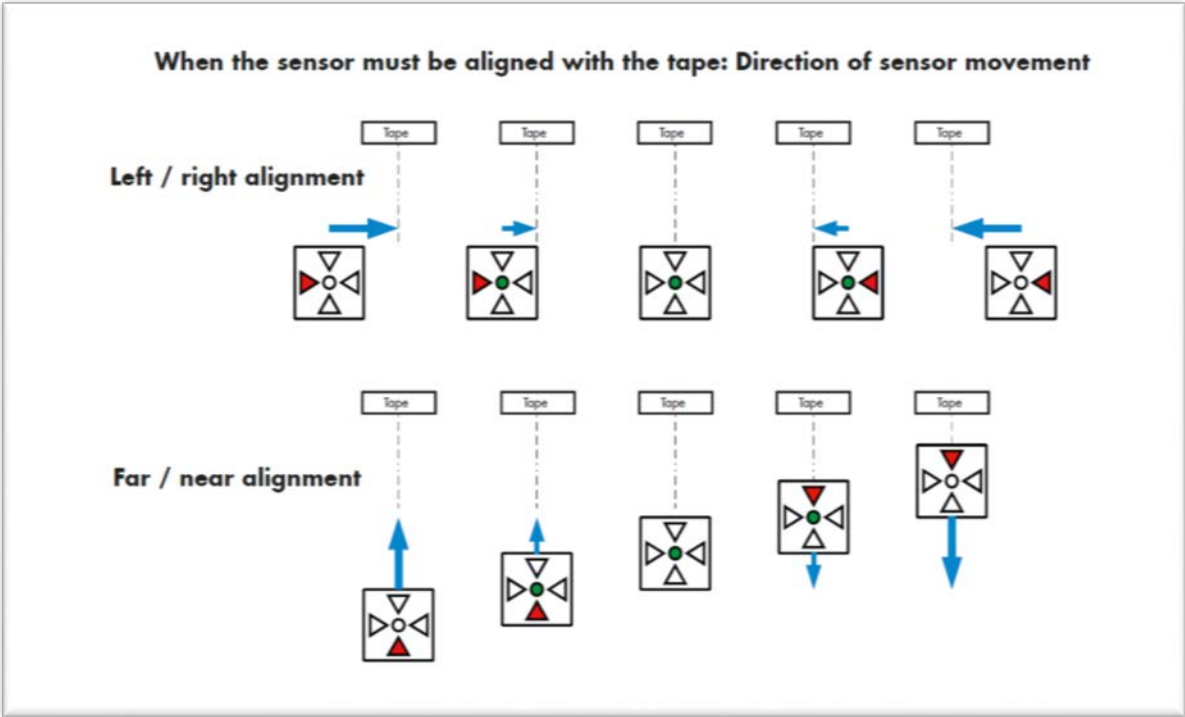 When the sensor must be aligned with the tape: Direction of sensor movement
Tape Tape Tape Tape Tape
Left / right alignment
Tape Tape Tape Tape Tape
Far / near alignment